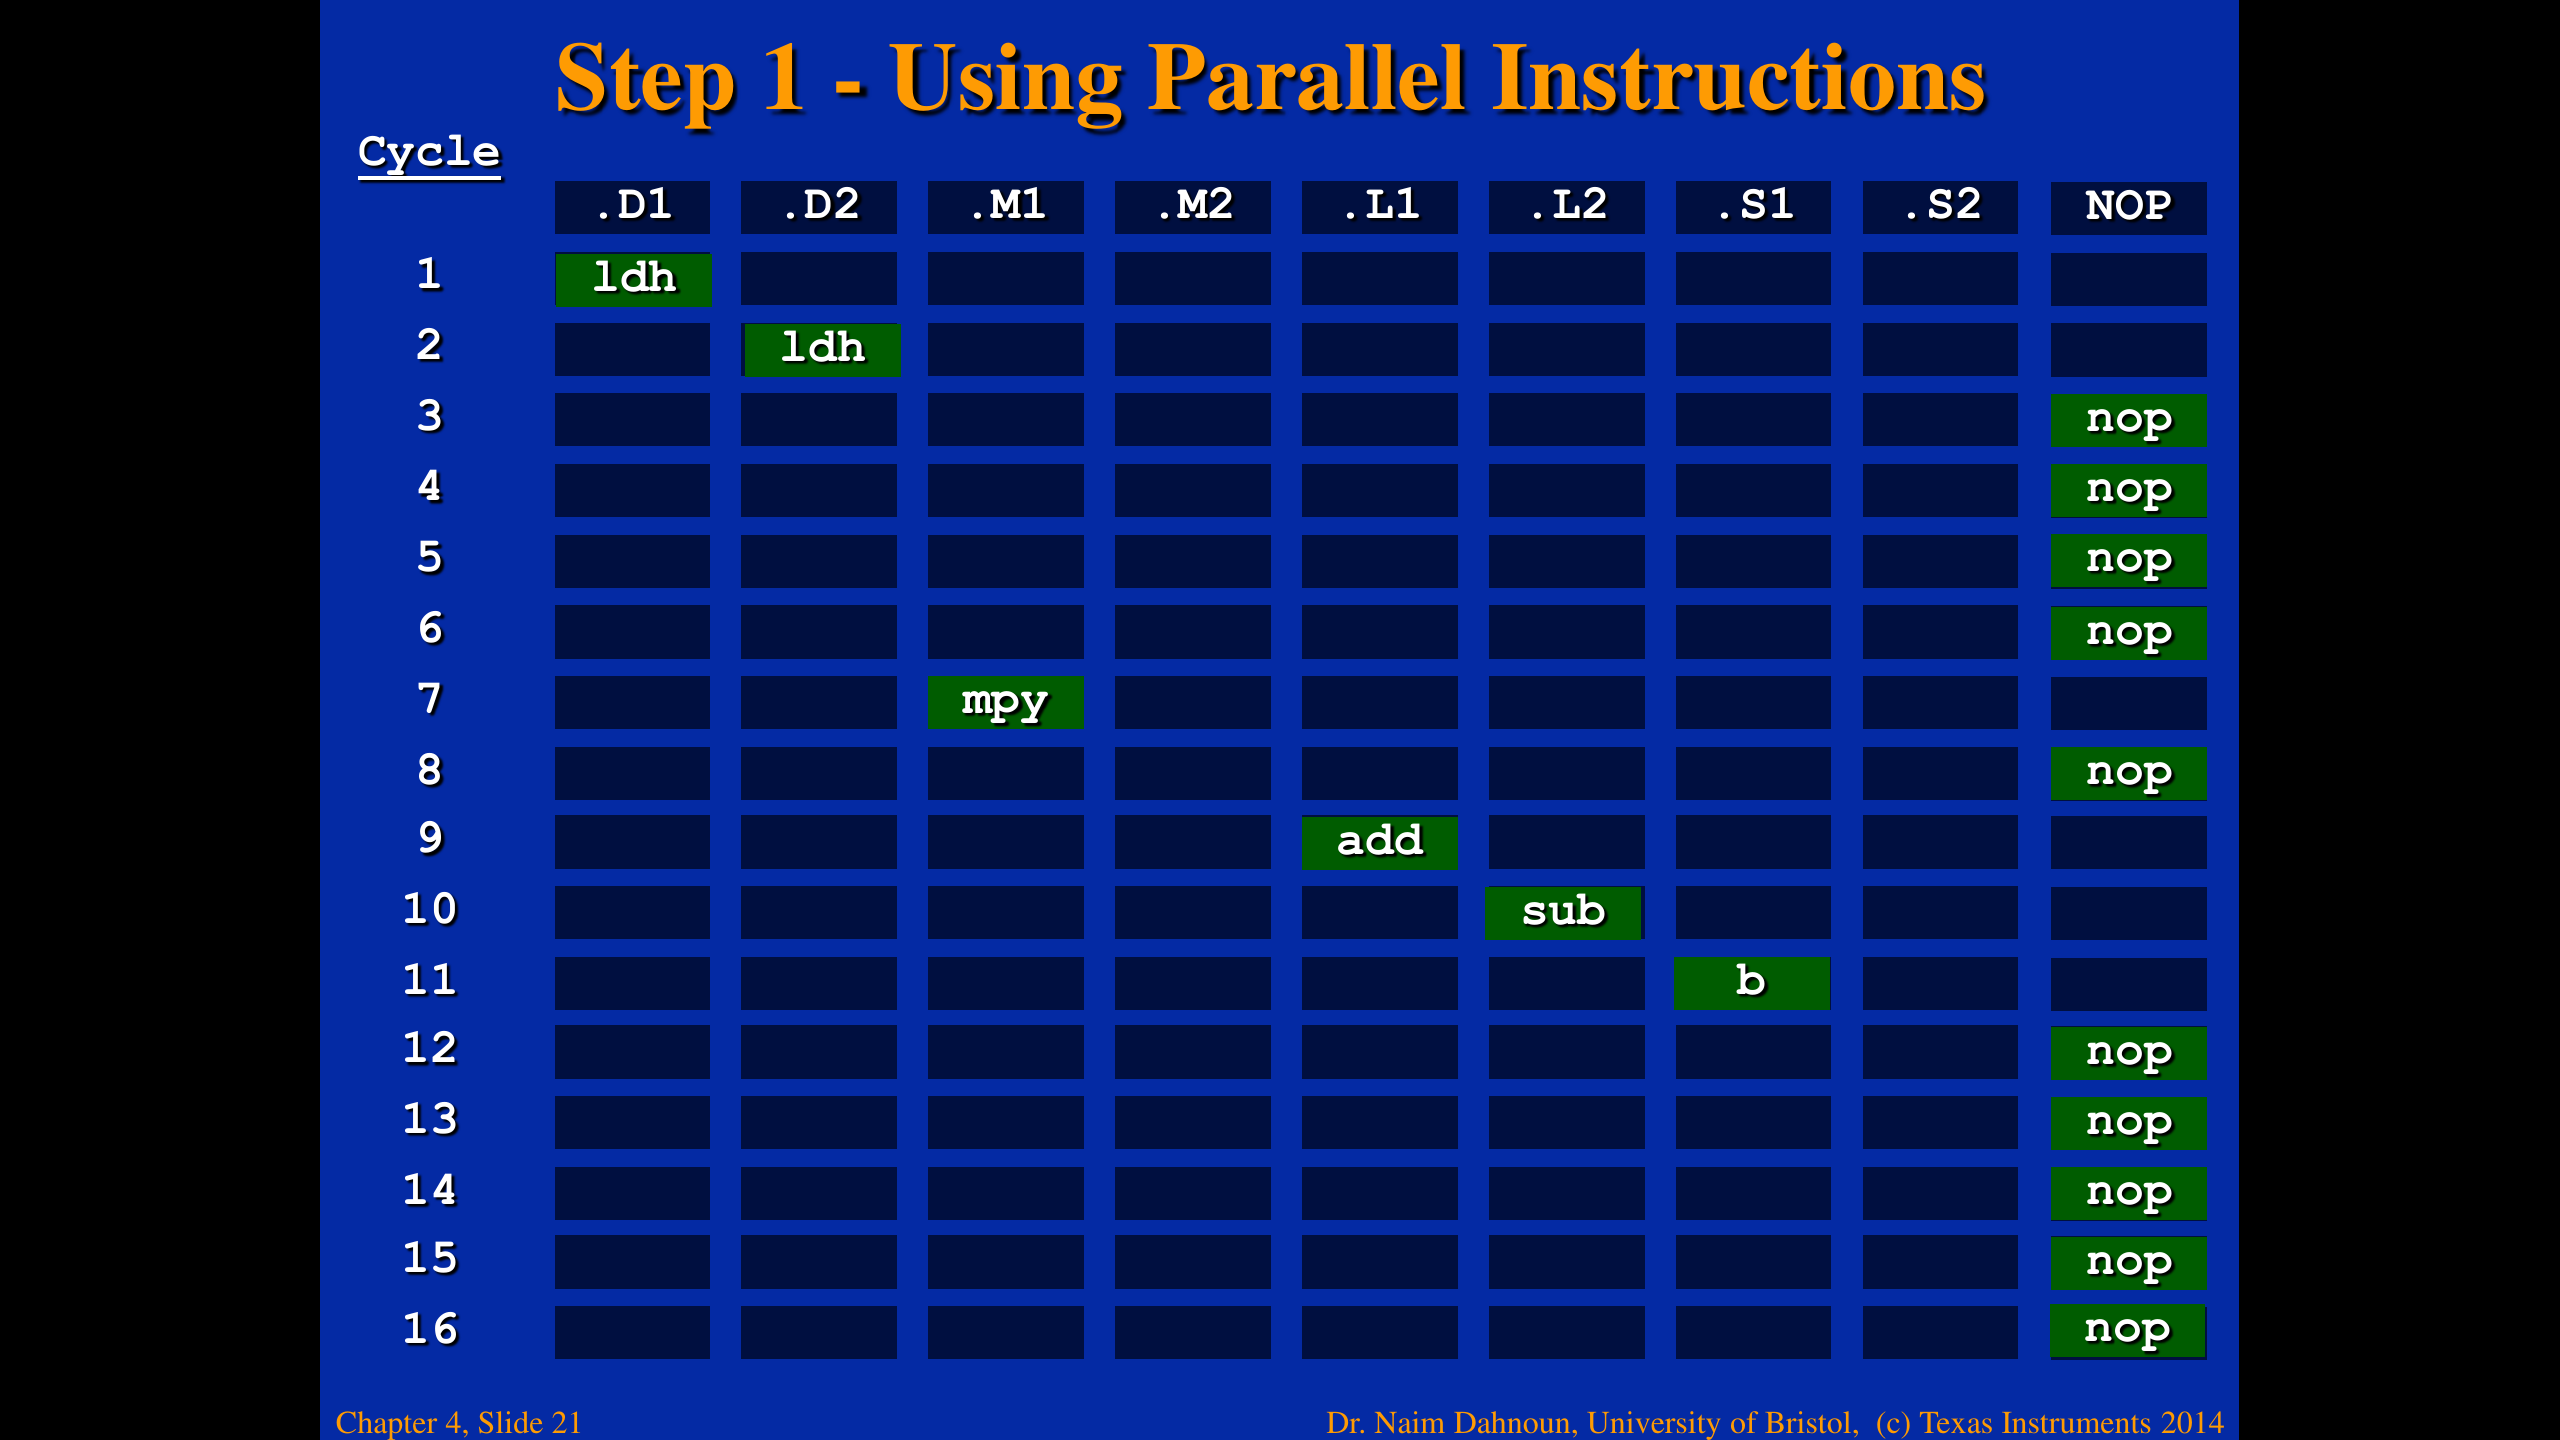 Step 1 - Using Parallel Instructions
Cycle
.D1 .D2 .M1 .M2 .L1 .L2 .S1 .S2 NOP
1 ldh
2 ldh
3 nop
4 nop
5 nop
6 nop
7 mpy
8 nop
9 add
10 sub
11 b
12 nop
13 nop
14 nop
15 nop
16 nop
Chapter 4, Slide 21 Dr. Naim Dahnoun, University of Bristol, (c) Texas Instruments 2014